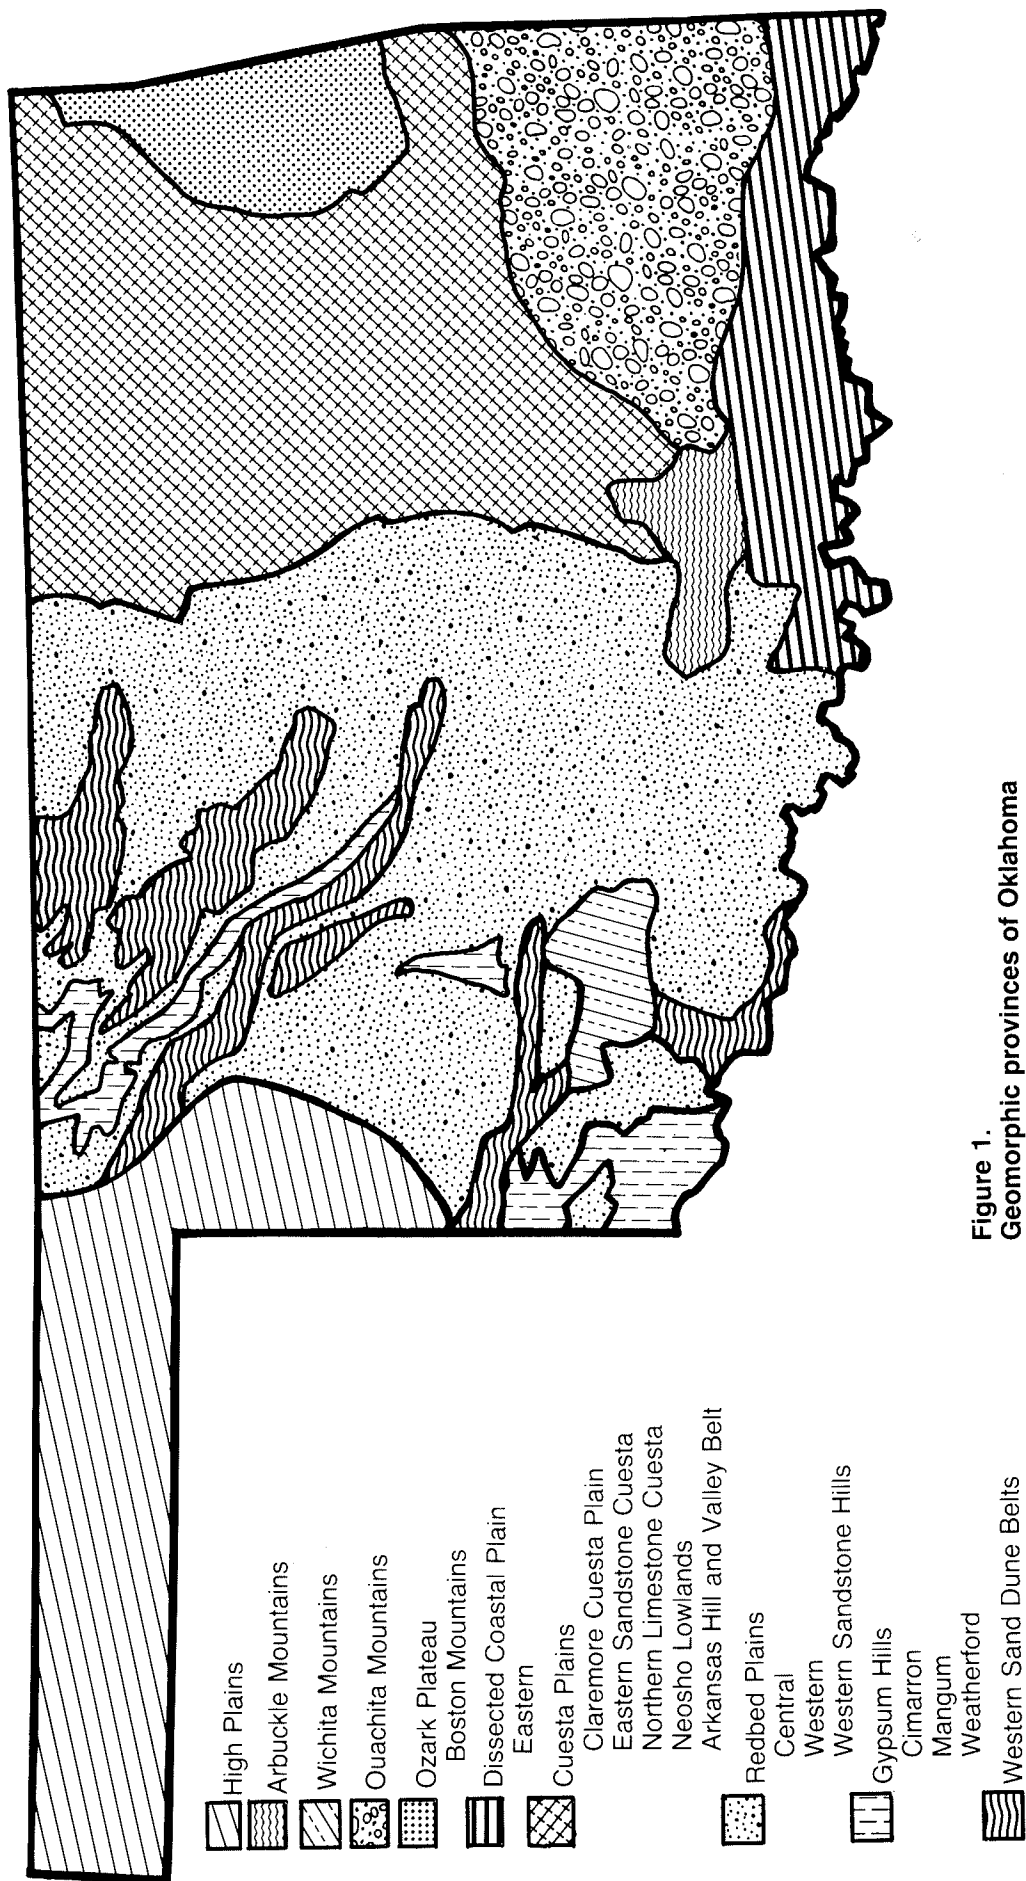 High Plains
Arbuckle Mountains
Wichita Mountains
Ouachita Mountains
Ozark Plateau
Boston Mountains
Dissected Coastal Plain
Eastern
Cuesta Plains
Claremore Cuesta Plain
Eastern Sandstone Cuesta
Northern Limestone Cuesta
Neosho Lowlands
Arkansas Hill and Valley Belt
Redbed Plains
Central
Western
Western Sandstone Hills
Gypsum Hills
Cimarron
Mangum
Weatherford
Western Sand Dune Belts
Figure 1.
Geomorphic provinces of Oklahoma